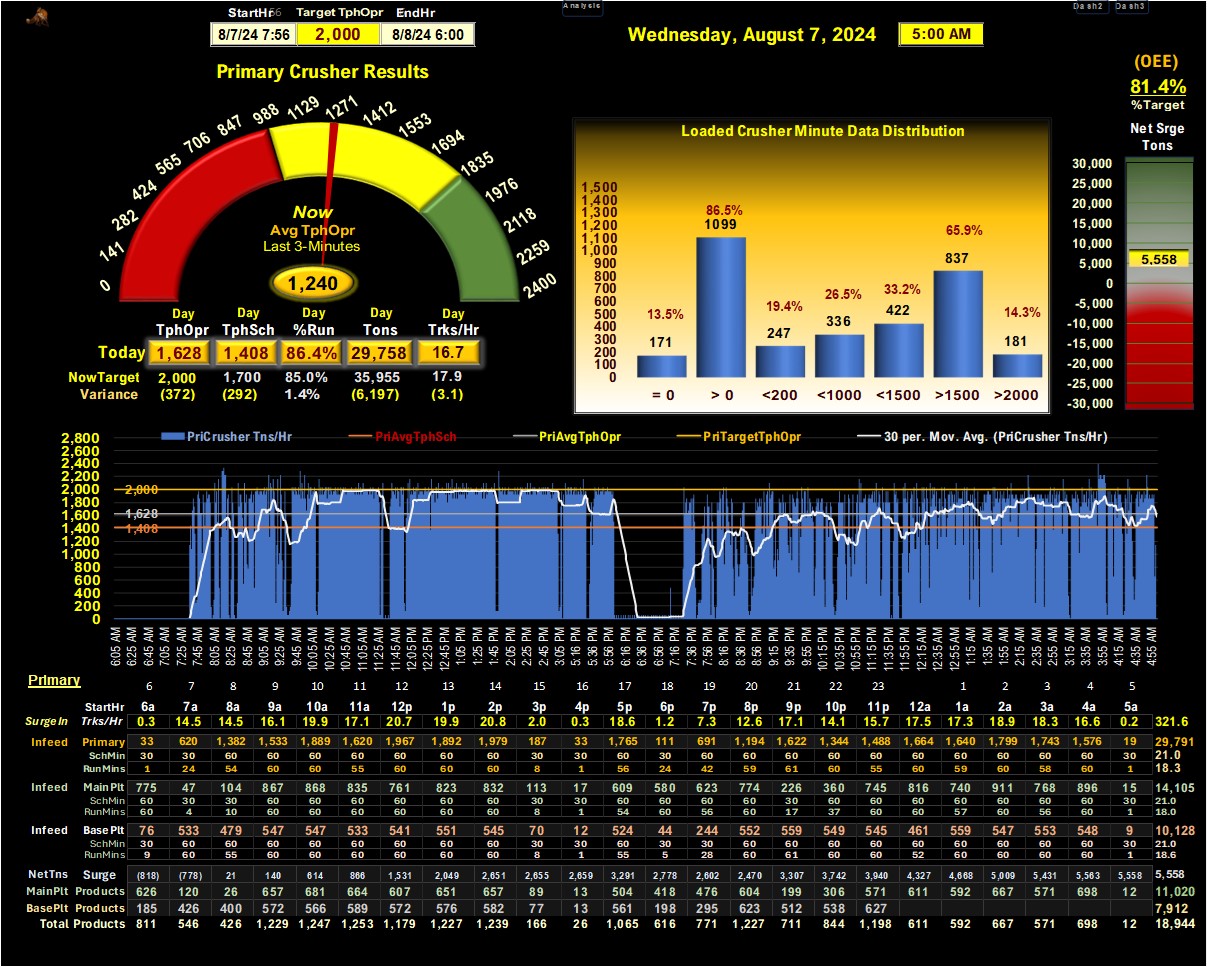 Analysis
Dash2 Dash3
StartHr56 Target TphOpr EndHr
8/7/24 7:56 2,000 8/8/24 6:00
Wednesday, August 7, 2024 5:00 AM
(OEE)
81.4%
%Target
Net Srge
Tons
30,000
25,000
20,000
15,000
10,000
5,000
0
-5,000
-10,000
-15,000
-20,000
-25,000
-30,000
5,558
Primary Crusher Results
0 141 282 424 565 706 847 988 1129 1271 1412 1553 1694 1835 1976 2118 2259 2400
Now
Avg TphOpr
Last 3-Minutes
1,240
Day Day Day Day Day
TphOpr TphSch %Run Tons Trks/Hr
Today 1,628 1,408 86.4% 29,758 16.7
NowTarget 2,000 1,700 85.0% 35,955 17.9
Variance (372) (292) 1.4% (6,197) (3.1)
Loaded Crusher Minute Data Distribution
1,500
1,400
1,300
1,200
1,100
1,000
900
800
700
600
500
400
300
200
100
0
13.5% 86.5% 19.4% 26.5% 33.2% 65.9% 14.3%
171 1099 247 336 422 837 181
= 0 > 0 <200 <1000 <1500 >1500 >2000
PriCrusher Tns/Hr PriAvgTphSch PriAvgTphOpr PriTargetTphOpr 30 per. Mov. Avg. (PriCrusher Tns/Hr)
2,800
2,600
2,400
2,200
2,000
1,800
1,600
1,400
1,200
1,000
800
600
400
200
0
2,000
1,628
1,408
6:05 AM 6:25 AM 6:45 AM 7:05 AM 7:25 AM 7:45 AM 8:05 AM 8:25 AM 8:45 AM 9:05 AM 9:25 AM 9:45 AM 10:05 AM 10:25 AM 10:45 AM 11:05 AM 11:25 AM 11:45 AM 12:05 PM 12:25 PM 12:45 PM 1:05 PM 1:25 PM 1:45 PM 2:05 PM 2:25 PM 2:45 PM 3:05 PM 4:56 PM 5:16 PM 5:36 PM 5:56 PM 6:16 PM 6:36 PM 6:56 PM 7:16 PM 7:36 PM 7:56 PM 8:16 PM 8:36 PM 8:56 PM 9:15 PM 9:35 PM 9:55 PM 10:15 PM 10:35 PM 10:55 PM 11:15 PM 11:35 PM 11:55 PM 12:15 AM 12:35 AM 12:55 AM 1:15 AM 1:35 AM 1:55 AM 2:15 AM 2:35 AM 2:55 AM 3:15 AM 3:35 AM 3:55 AM 4:15 AM 4:35 AM 4:55 AM
Primary
6 7 8 9 10 11 12 13 14 15 16 17 18 19 20 21 22 23 1 2 3 4 5
StartHr 6a 7a 8a 9a 10a 11a 12p 1p 2p 3p 4p 5p 6p 7p 8p 9p 10p 11p 12a 1a 2a 3a 4a 5a
SurgeIn Trks/Hr 0.3 14.5 14.5 16.1 19.9 17.1 20.7 19.9 20.8 2.0 0.3 18.6 1.2 7.3 12.6 17.1 14.1 15.7 17.5 17.3 18.9 18.3 16.6 0.2 321.6
Infeed Primary 33 620 1,382 1,533 1,889 1,620 1,967 1,892 1,979 187 33 1,765 111 691 1,194 1,622 1,344 1,488 1,664 1,640 1,799 1,743 1,576 19 29,791
SchMin 30 30 60 60 60 60 60 60 60 30 30 60 30 60 60 60 60 60 60 60 60 60 60 30 21.0
RunMins 1 24 54 60 60 55 60 60 60 8 1 56 24 42 59 61 60 55 60 59 60 58 60 1 18.3
Infeed MainPlt 775 47 104 867 868 835 761 823 832 113 17 609 580 623 774 226 360 745 816 740 911 768 896 15 14,105
SchMin 60 30 30 60 60 60 60 60 60 30 30 60 60 60 60 30 60 60 60 60 60 60 60 30 21.0
RunMins 60 4 10 60 60 60 60 60 60 8 1 54 56 60 60 17 37 60 60 57 56 60 60 1 18.0
Infeed BasePlt 76 533 479 547 547 533 541 551 545 70 12 524 44 244 552 559 549 545 461 559 547 553 548 9 10,128
SchMin 30 60 60 60 60 60 60 60 60 30 30 60 30 60 60 60 60 60 60 60 60 60 60 30 21.0
RunMins 9 60 55 60 60 60 60 60 60 8 1 55 5 28 60 61 60 60 52 60 60 60 60 1 18.6
NetTns Surge (818) (778) 21 140 614 866 1,531 2,049 2,651 2,655 2,659 3,291 2,778 2,602 2,470 3,307 3,742 3,940 4,327 4,668 5,009 5,431 5,563 5,558 5,558
MainPlt Products 626 120 26 657 681 664 607 651 657 89 13 504 418 476 604 199 306 571 611 592 667 571 698 12 11,020
BasePlt Products 185 426 400 572 566 589 572 576 582 77 13 561 198 295 623 512 538 627 7,912
Total Products 811 546 426 1,229 1,247 1,253 1,179 1,227 1,239 166 26 1,065 616 771 1,227 711 844 1,198 611 592 667 571 698 12 18,944